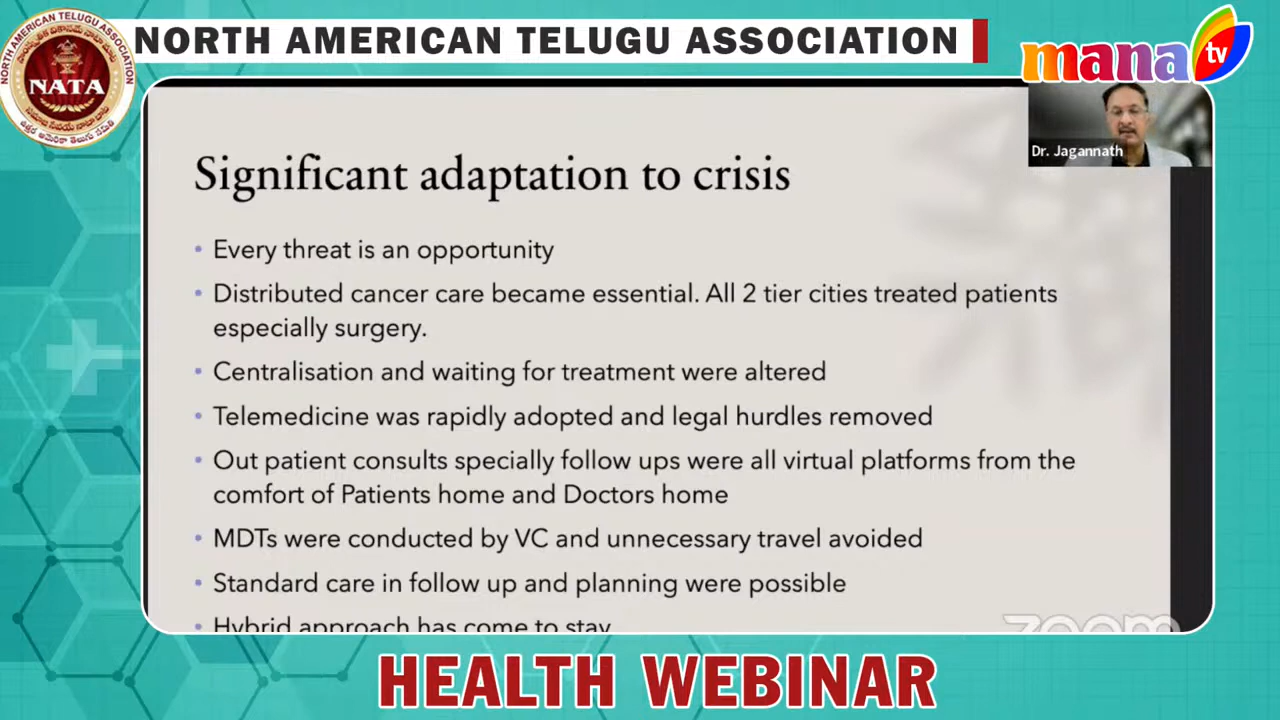 NORTH AMERICAN TELUGU ASSOCIATION
NORTH AMERICAN TELUGU ASSOCIATION
NATA
mana tv
Dr. Jagannath
Significant adaptation to crisis
• Every threat is an opportunity
• Distributed cancer care became essential. All 2 tier cities treated patients
especially surgery.
• Centralisation and waiting for treatment were altered
• Telemedicine was rapidly adopted and legal hurdles removed
• Out patient consults specially follow ups were all virtual platforms from the
comfort of Patients home and Doctors home
• MDTs were conducted by VC and unnecessary travel avoided
• Standard care in follow up and planning were possible
• Hybrid approach has come to stay
zoom
HEALTH WEBINAR